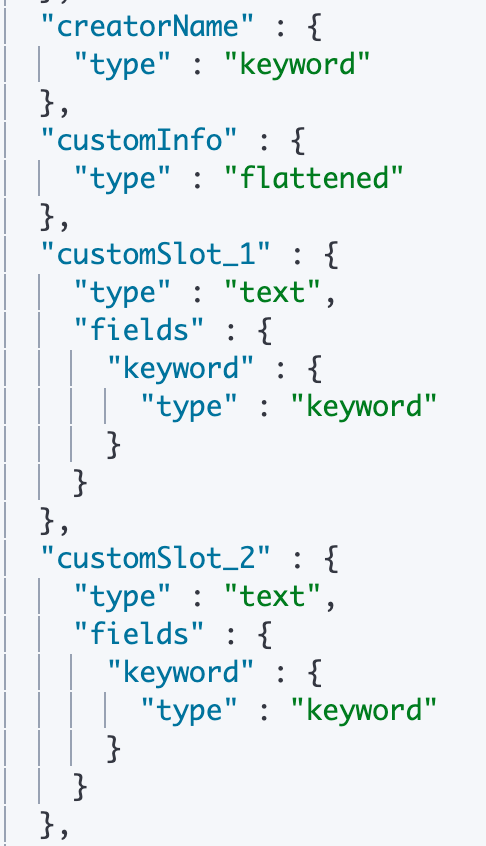 "creatorName" : {
"type" : "keyword"
},
"customInfo" : {
"type" : "flattened"
},
"customSlot_1" : {
"type" : "text",
"fields" : {
"keyword" : {
"type" : "keyword"
}
}
},
"customSlot_2" : {
"type" : "text",
"fields" : {
"keyword" : {
"type" : "keyword"
}
}
},